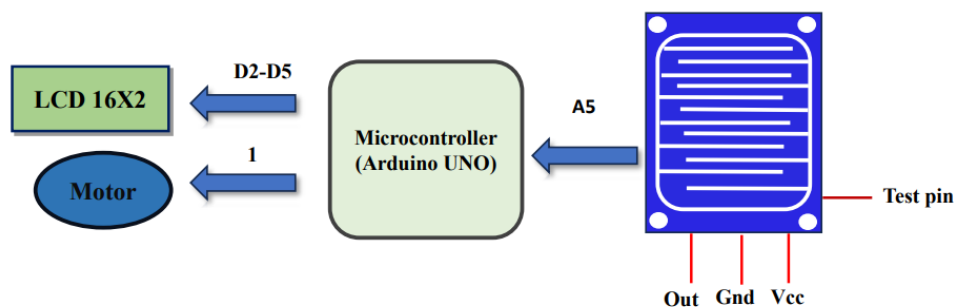 D2-D5
LCD 16X2
1
Motor
Microcontroller
(Arduino UNO)
A5
Test pin
Out Gnd Vcc